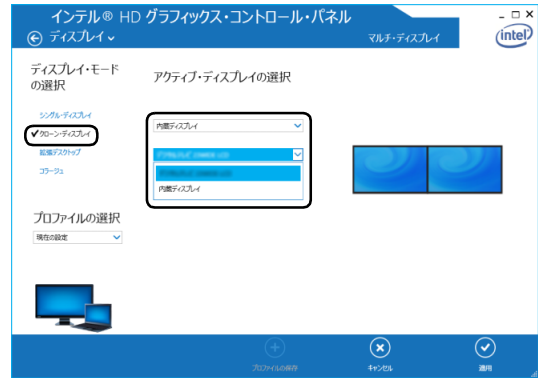 インテル® HD グラフィックス・コントロール・パネル
ディスプレイ
マルチ・ディスプレイ
intel
ディスプレイ・モード
の選択
シングル・ディスプレイ
✔クローン・ディスプレイ
拡張デスクトップ
コラージュ
アクティブ・ディスプレイの選択
内蔵ディスプレイ
内蔵ディスプレイ
プロファイルの選択
現在の設定
プロファイルの保存
キャンセル
適用